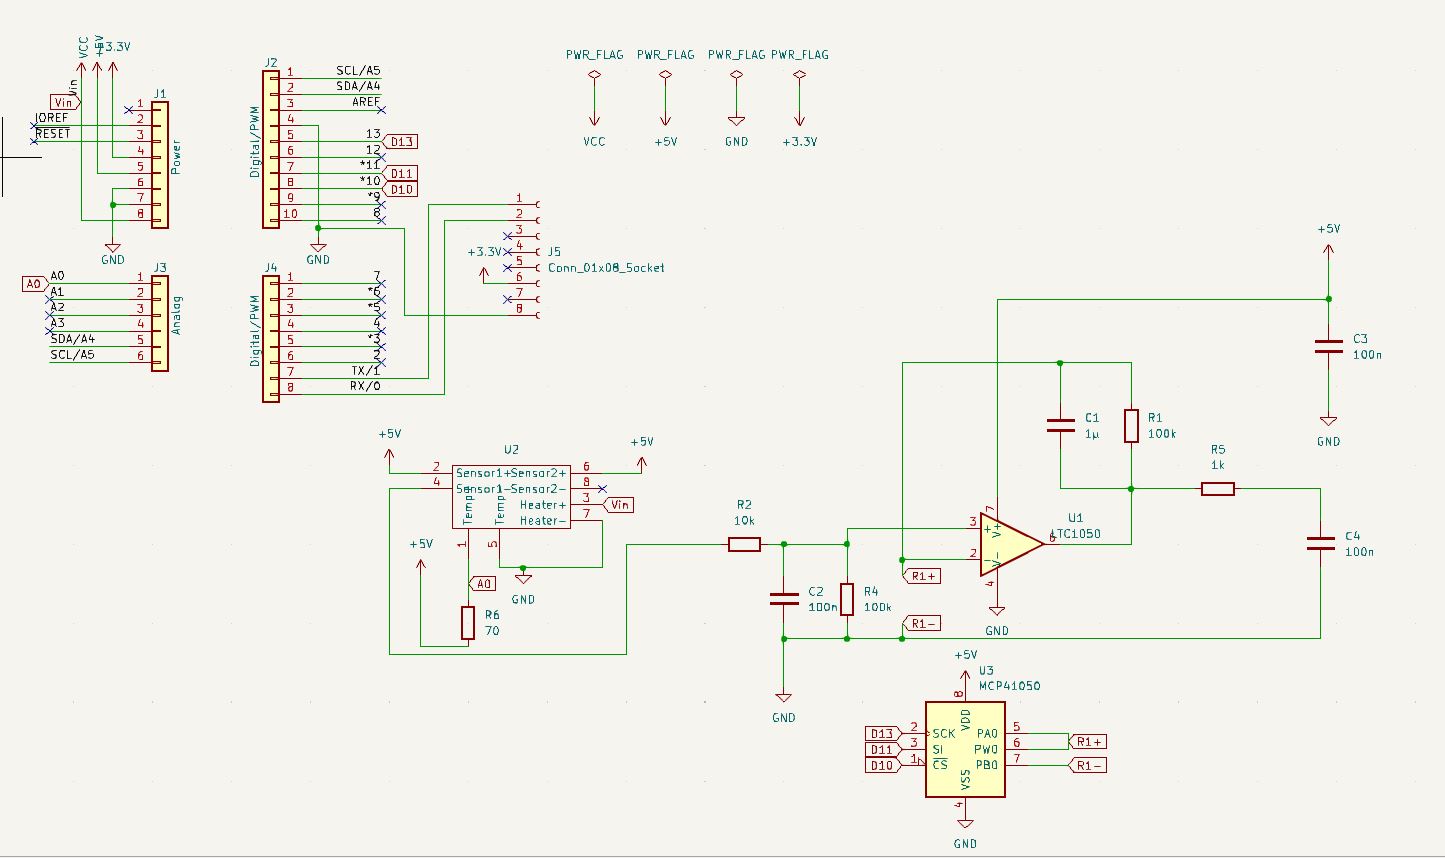 VCC
+5V
+3.3V
Vin
Vin
J1
1
2
3
4
5
6
7
8
IOREF
RESET
Power
GND
J2
1
2
3
4
5
6
7
8
9
10
SCL/A5
SDA/A4
AREF
13
12
*11
*10
*9
8
D13
D11
D10
Digital/PWM
GND
PWR_FLAG
PWR_FLAG
PWR_FLAG
PWR_FLAG
VCC
+5V
GND
+3.3V
J3
A0
A0
A1
A2
A3
SDA/A4
SCL/A5
1
2
3
4
5
6
Analog
J4
1
2
3
4
5
6
7
8
7
*6
*5
4
*3
2
TX/1
RX/0
Digital/PWM
1
2
3
4
5
6
7
8
+3.3V
J5
Conn_01x08_Socket
+5V
U2
+5V
2
4
Sensor1+
Sensor2+
Sensor1-
Sensor2-
Heater+
Heater-
Temp
Temp
6
8
3
7
1
5
Vin
+5V
A0
GND
R6
70
R2
10k
C2
100n
R4
100k
GND
+5V
C3
100n
GND
C1
1µ
R1
100k
R5
1k
C4
100n
U1
LTC1050
3
2
7
4
6
+
-
V+
V-
GND
R1+
R1-
+5V
U3
MCP41050
8
VDD
D13
D11
D10
2
3
1
SCK
SI
CS
PA0
PW0
PB0
5
6
7
R1+
R1-
VSS
4
GND